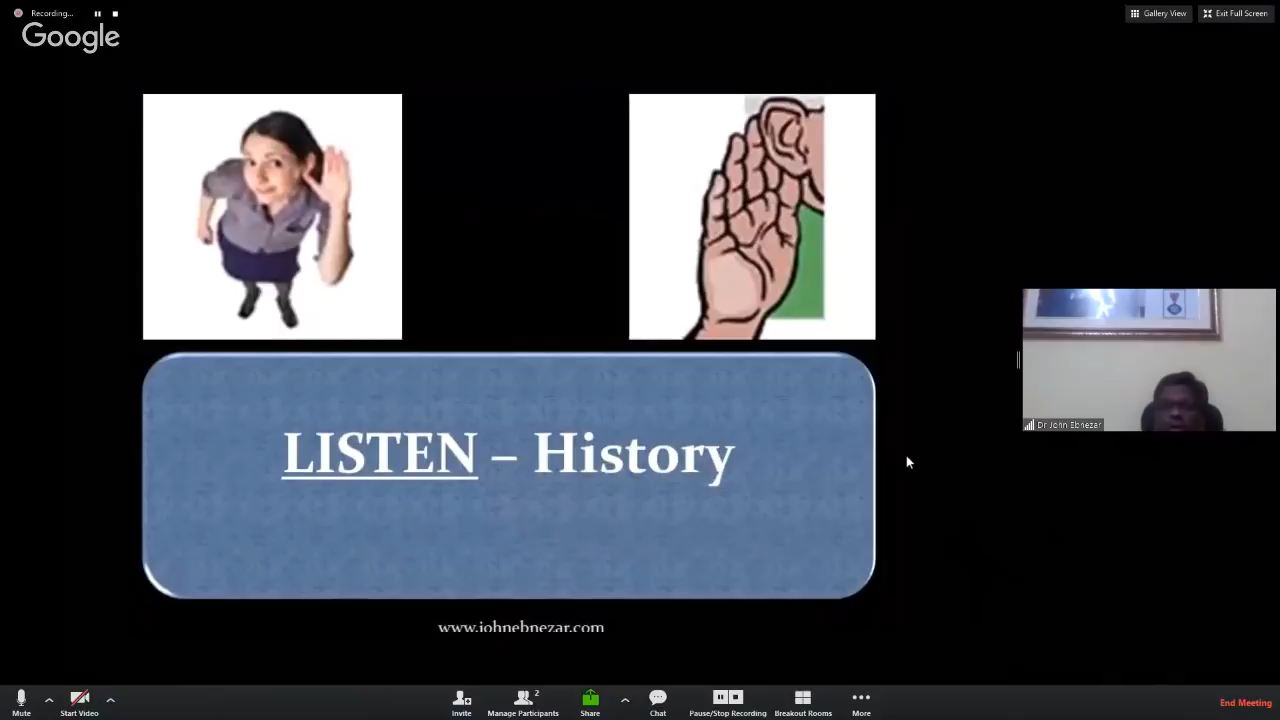 Recording...
Gallery View
Exit Full Screen
Google
LISTEN – History
Dr John Ebnezar
www.johnebnezar.com
Mute
Start Video
Invite
2
Manage Participants
Share
Chat
Pause/Stop Recording
Breakout Rooms
More
End Meeting